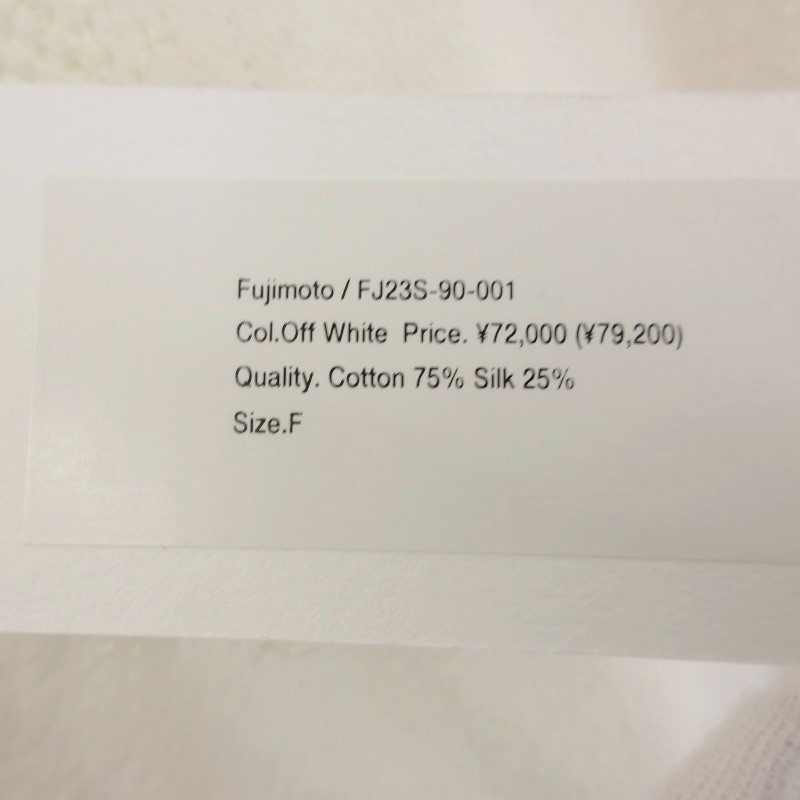 Fujimoto / FJ23S-90-001
Col.Off White Price. ¥72,000 (¥79,200)
Quality. Cotton 75% Silk 25%
Size.F